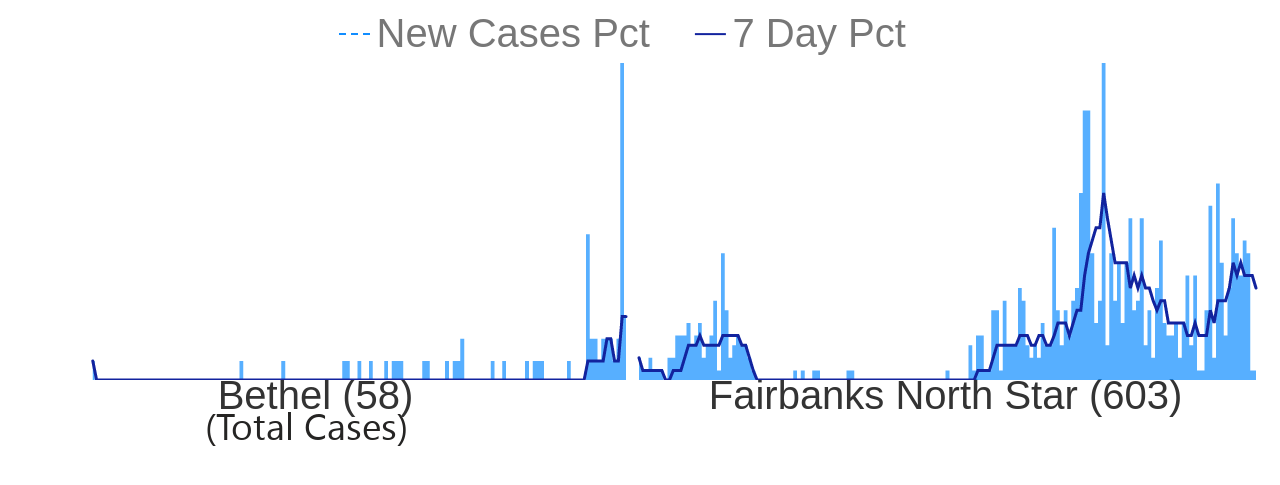 New Cases Pct 7 Day Pct
Bethel (58) Fairbanks North Star (603)
(Total Cases)